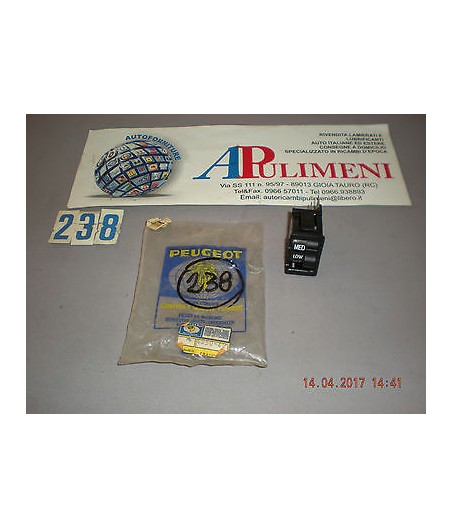 AUTOFORNITURE
RIVENDITA LAMIERATI E
LUBRIFICANTI
AUTO ITALIANE ED ESTERE
CONSEGNE A DOMICILIO
SPECIALIZZATO IN RICAMBI D'EPOCA
APULIMENI
Via SS 111 n. 95/97 - 89013 GIOIA TAURO (RC)
Tel&Fax. 0966 57011 - Tel. 0966.938893
Email: autoricambipulimeni@libero.it
238
MED
LOW
PEUGEOT
238
14.04.2017 14:41